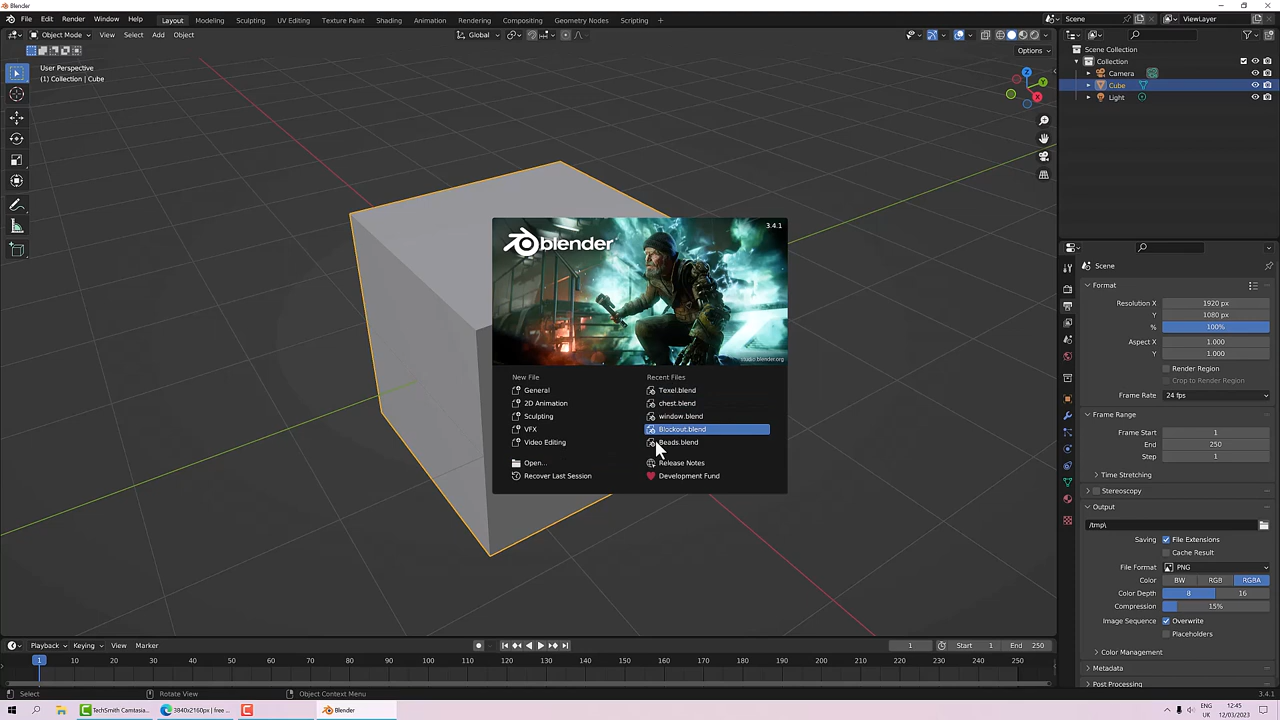 Blender
File Edit Render Window Help Layout Modeling Sculpting UV Editing Texture Paint Shading Animation Rendering Compositing Geometry Nodes Scripting + Scene ViewLayer
Object Mode View Select Add Object Global
Options
User Perspective
(1) Collection | Cube
Z
Y
X
Scene Collection
Collection
Camera
Cube
Light
blender
3.4.1
studio.blender.org
New File
General
2D Animation
Sculpting
VFX
Video Editing
Open...
Recover Last Session
Recent Files
Texel.blend
chest.blend
window.blend
Blockout.blend
Beads.blend
Release Notes
Development Fund
Scene
Format
Resolution X 1920 px
Y 1080 px
% 100%
Aspect X 1.000
Y 1.000
Render Region
Crop to Render Region
Frame Rate 24 fps
Frame Range
Frame Start 1
End 250
Step 1
Time Stretching
Stereoscopy
Output
/tmp\
Saving File Extensions
Cache Result
File Format PNG
Color BW RGB RGBA
Color Depth 8 16
Compression 15%
Image Sequence Overwrite
Placeholders
Color Management
Metadata
Post Processing
Playback Keying View Marker 1 Start 1 End 250
1 10 20 30 40 50 60 70 80 90 100 110 120 130 140 150 160 170 180 190 200 210 220 230 240 250
Select Rotate View Object Context Menu 3.4.1
TechSmith Camtasia... 3840x2160px | free ... Blender
ENG
UK
12:45
12/03/2023